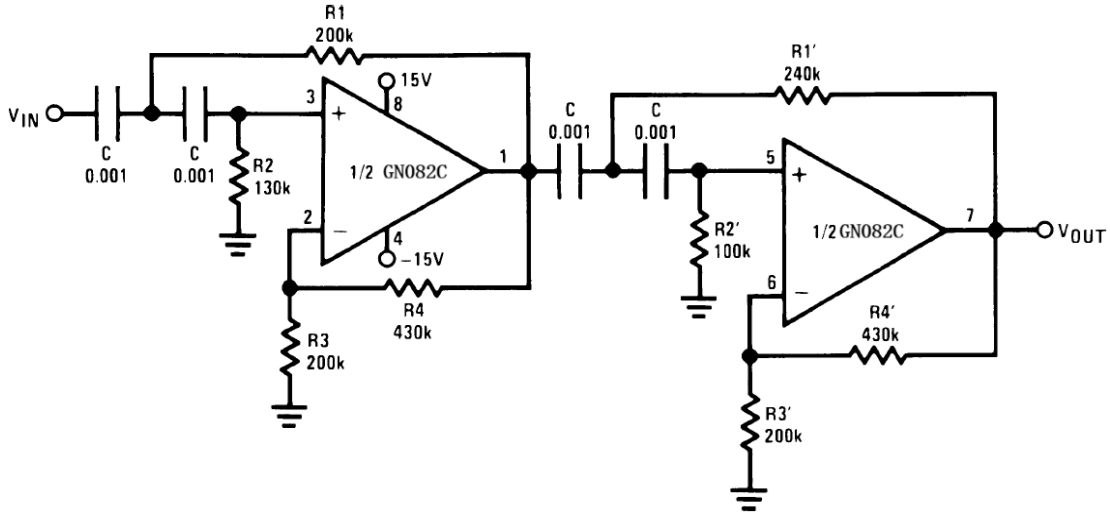 R1
200k
15V
8
V_IN
3
+
C
0.001
C
0.001
R2
130k
1/2 GN082C
1
2
−
4
−15V
R4
430k
R3
200k
C
0.001
C
0.001
R1'
240k
5
+
R2'
100k
1/2 GN082C
7
V_OUT
6
−
R4'
430k
R3'
200k